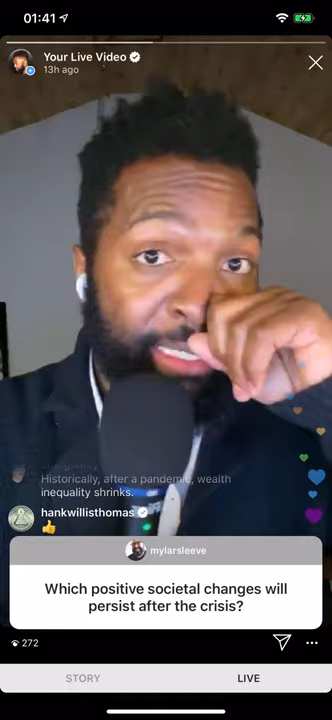 01:41
Your Live Video
13h ago
Historically, after a pandemic, wealth
inequality shrinks.
hankwillisthomas
👍
mylarsleeve
Which positive societal changes will
persist after the crisis?
272
STORY
LIVE